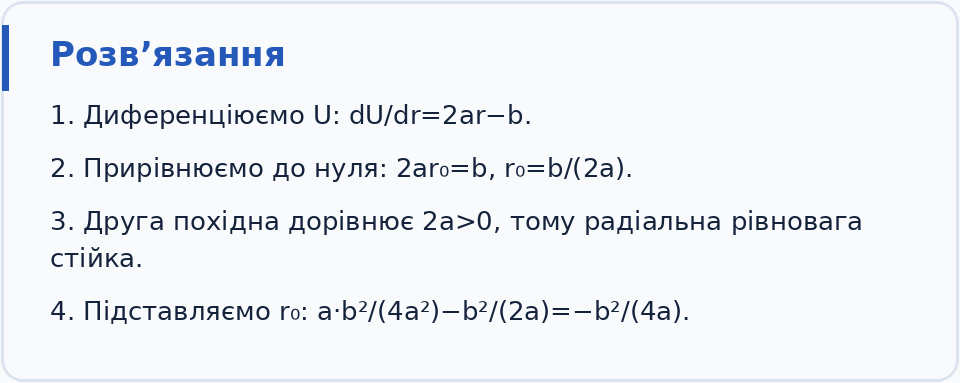 Розв’язання
1. Диференціюємо U: dU/dr=2ar−b.
2. Прирівнюємо до нуля: 2ar₀=b, r₀=b/(2a).
3. Друга похідна дорівнює 2a>0, тому радіальна рівновага
стійка.
4. Підставляємо r₀: a·b²/(4a²)−b²/(2a)=−b²/(4a).